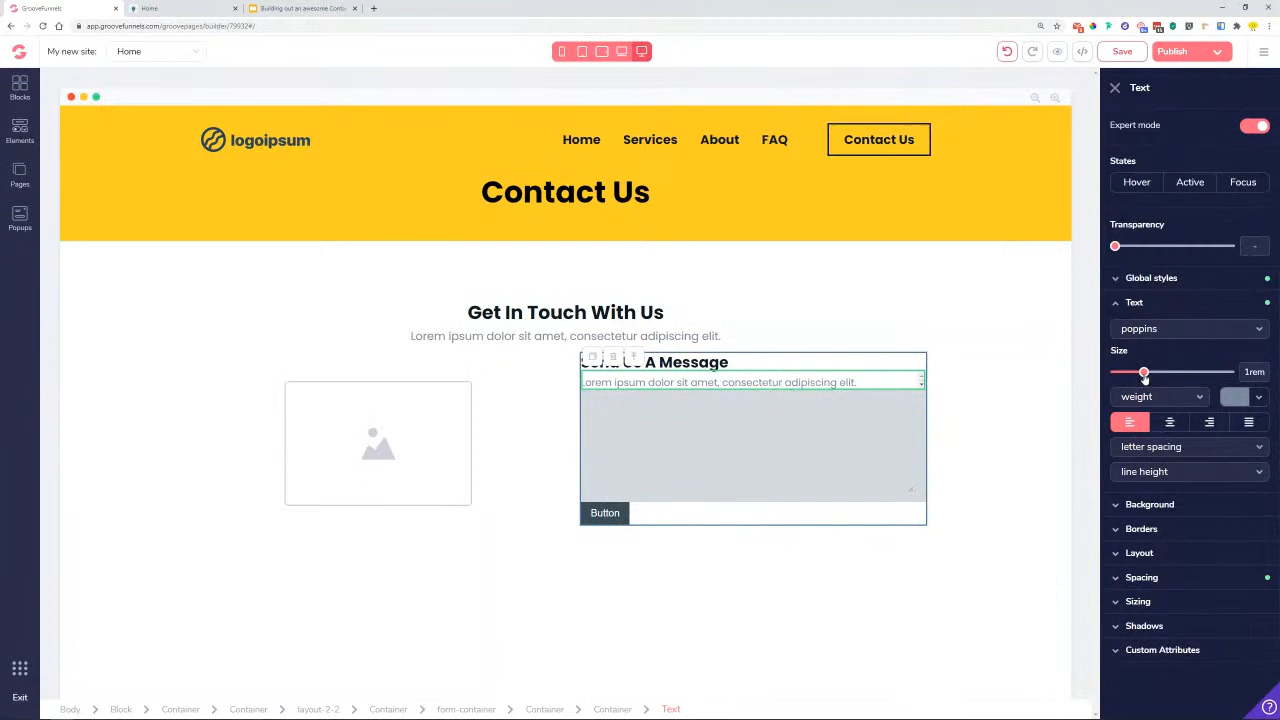 GrooveFunnels
Home
Building out an awesome Conta
app.groovefunnels.com/groovepages/builder/79932#/
My new site:
Home
Save
Publish
Blocks
Elements
Pages
Popups
Exit
logoipsum
Home
Services
About
FAQ
Contact Us
Contact Us
Get In Touch With Us
Lorem ipsum dolor sit amet, consectetur adipiscing elit.
Send Us A Message
Lorem ipsum dolor sit amet, consectetur adipiscing elit.
Button
Text
Expert mode
States
Hover
Active
Focus
Transparency
-
Global styles
Text
poppins
Size
1rem
weight
letter spacing
line height
Background
Borders
Layout
Spacing
Sizing
Shadows
Custom Attributes
Body
Block
Container
Container
layout-2-2
Container
form-container
Container
Container
Text